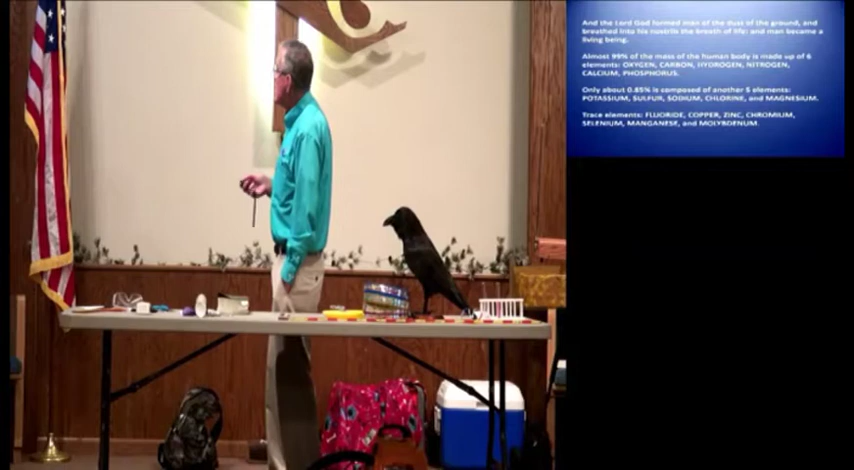 And the Lord God formed man of the dust of the ground, and
breathed into his nostrils the breath of life: and man became a
living being.
Almost 99% of the mass of the human body is made up of 6
elements: OXYGEN, CARBON, HYDROGEN, NITROGEN,
CALCIUM, PHOSPHORUS.
Only about 0.85% is composed of another 5 elements:
POTASSIUM, SULFUR, SODIUM, CHLORINE, and MAGNESIUM.
Trace elements: FLUORIDE, COPPER, ZINC, CHROMIUM,
SELENIUM, MANGANESE, and MOLYBDENUM.